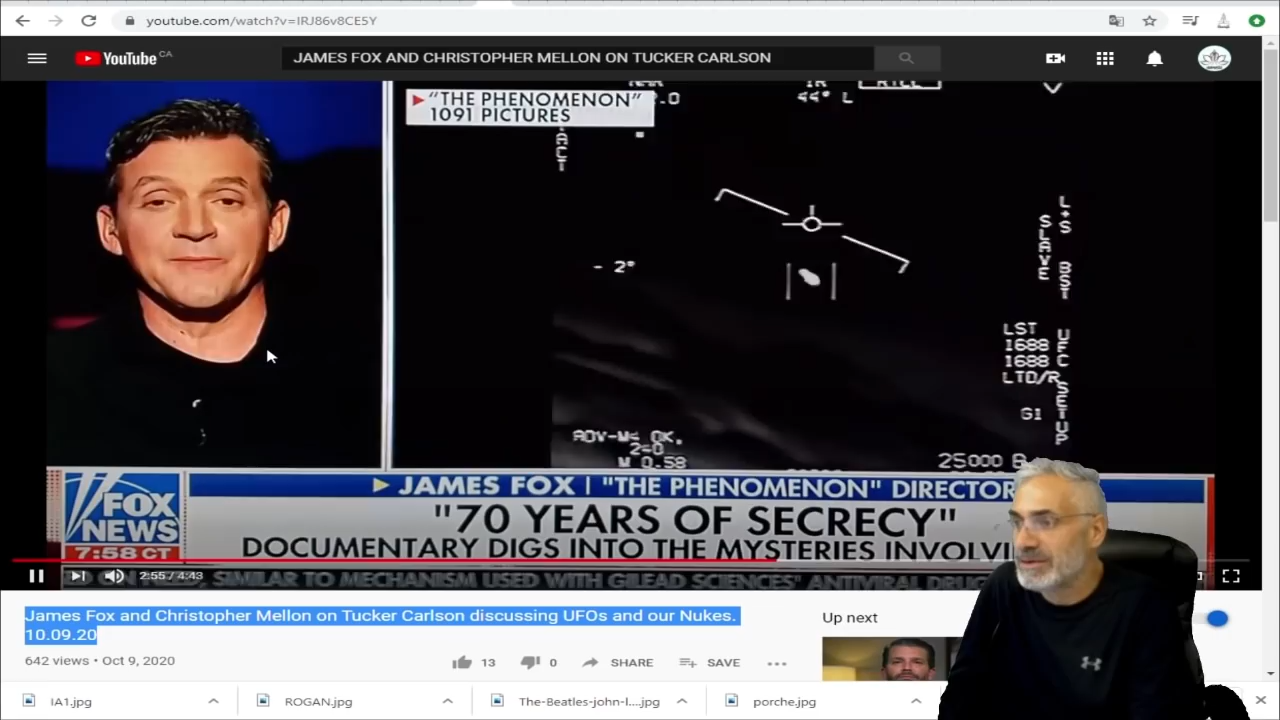 youtube.com/watch?v=IRJ86v8CE5Y
YouTube CA
JAMES FOX AND CHRISTOPHER MELLON ON TUCKER CARLSON
"THE PHENOMENON"
1091 PICTURES
44° L
- 2°
L+S
SLAVE
BST
LST
1688
1688
LTD/R
UFC
SETUP
G1
ADV-M< OK,
M 0.58
25000
JAMES FOX | "THE PHENOMENON" DIRECTOR
"70 YEARS OF SECRECY"
DOCUMENTARY DIGS INTO THE MYSTERIES
FOX
NEWS
7:58 CT
2:55 / 4:43
SIMILAR TO MECHANISM USED WITH GILEAD SCIENCES' ANTIVIRAL
James Fox and Christopher Mellon on Tucker Carlson discussing UFOs and our Nukes.
10.09.20
642 views • Oct 9, 2020
13
0
SHARE
SAVE
Up next
IA1.jpg
ROGAN.jpg
The-Beatles-john-l....jpg
porche.jpg